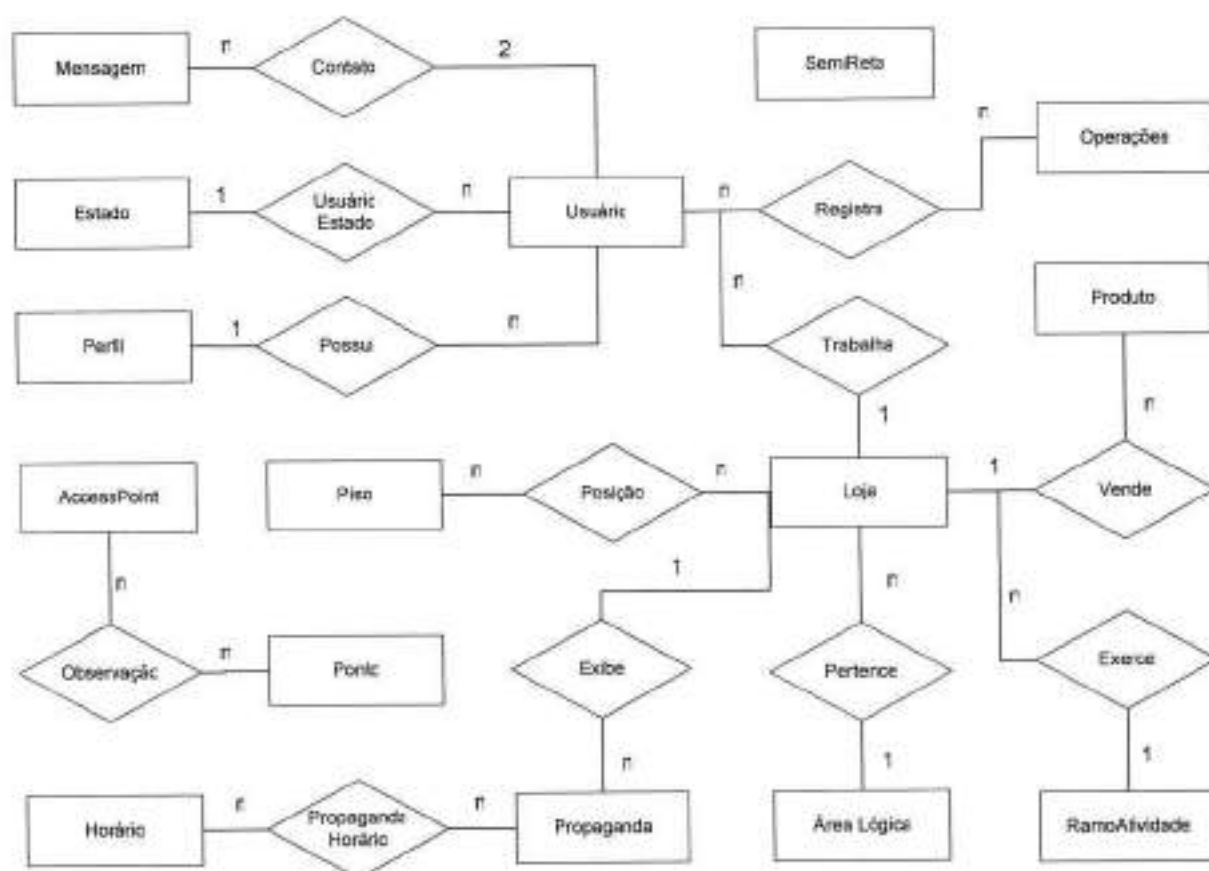 Mensagem
n
Contato
2
SemiReta
Operações
n
Estado
1
Usuário
Estado
n
Usuário
n
Registra
n
Produto
Perfil
1
Possui
n
Trabalha
1
n
AccessPoint
Piso
n
Posição
n
Loja
1
Vende
n
1
n
n
Observação
n
Ponto
Exibe
Pertence
Exerce
n
1
1
Horário
n
Propaganda
Horário
n
Propaganda
Área Lógica
RamoAtividade